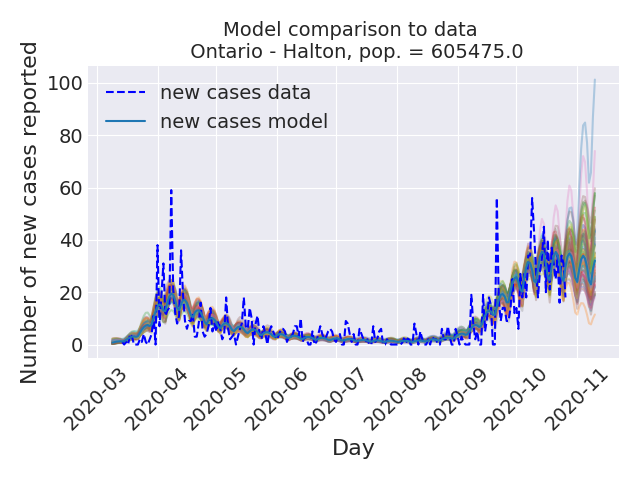 Model comparison to data
Ontario - Halton, pop. = 605475.0
Number of new cases reported
100
80
60
40
20
0
new cases data
new cases model
2020-03
2020-04
2020-05
2020-06
2020-07
2020-08
2020-09
2020-10
2020-11
Day